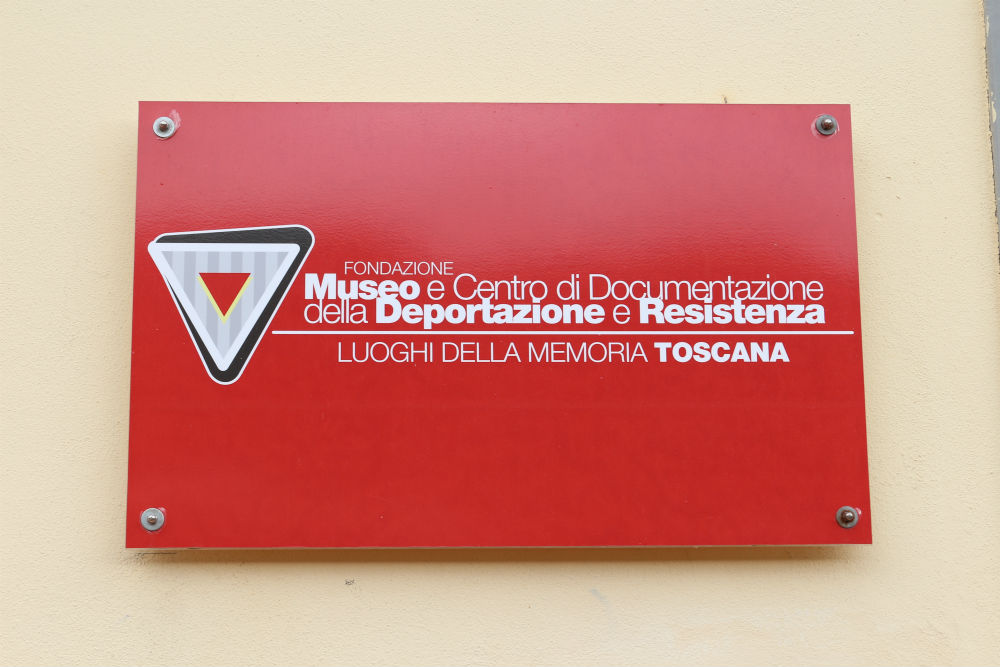 FONDAZIONE
Museo e Centro di Documentazione
della Deportazione e Resistenza
LUOGHI DELLA MEMORIA TOSCANA